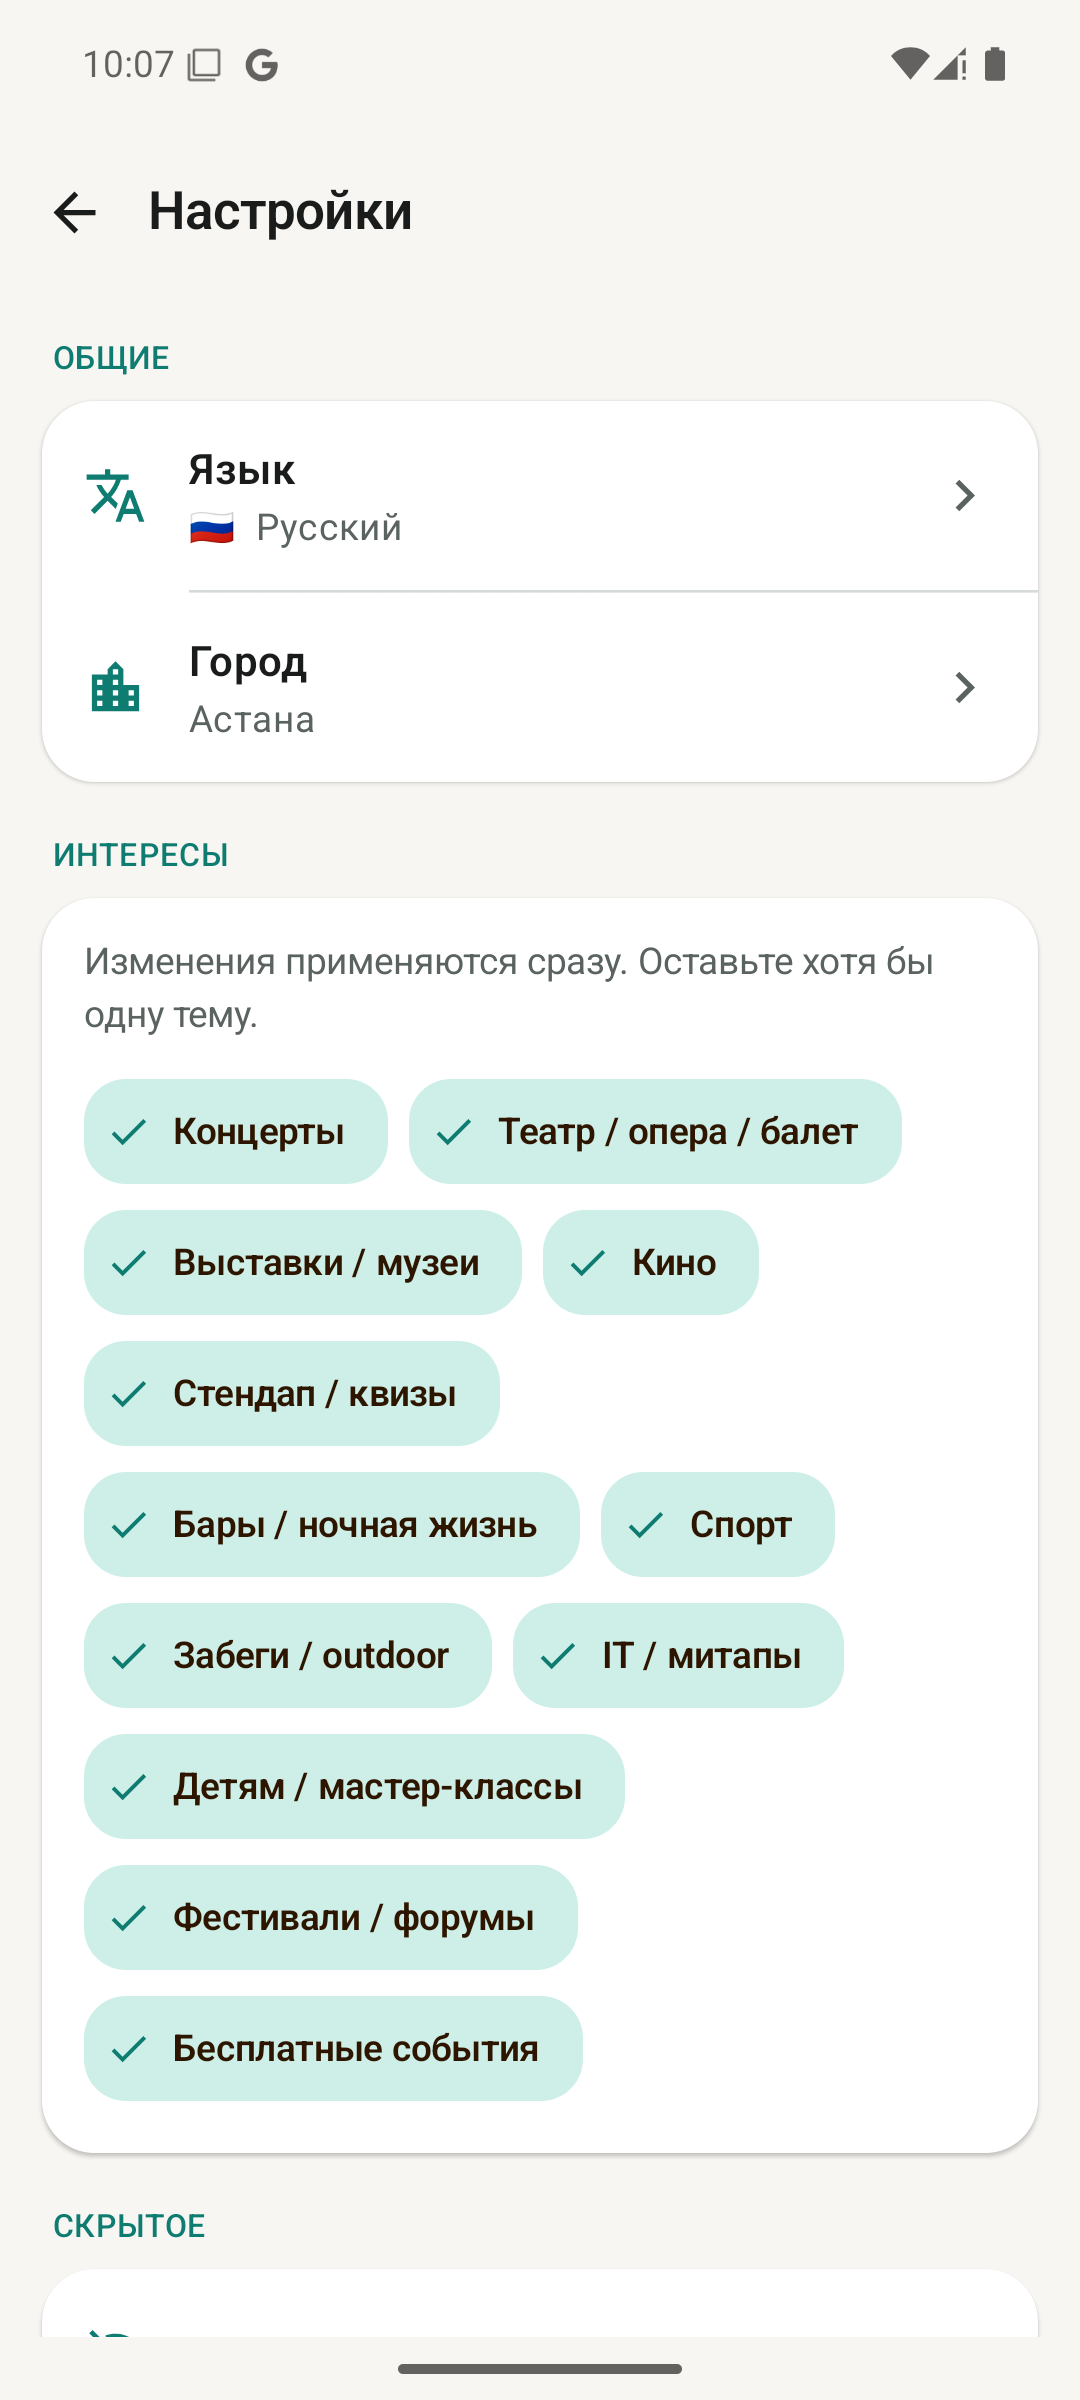 10:07
Настройки
ОБЩИЕ
Язык
🇷🇺 Русский
Город
Астана
ИНТЕРЕСЫ
Изменения применяются сразу. Оставьте хотя бы
одну тему.
Концерты
Театр / опера / балет
Выставки / музеи
Кино
Стендап / квизы
Бары / ночная жизнь
Спорт
Забеги / outdoor
IT / митапы
Детям / мастер-классы
Фестивали / форумы
Бесплатные события
СКРЫТОЕ